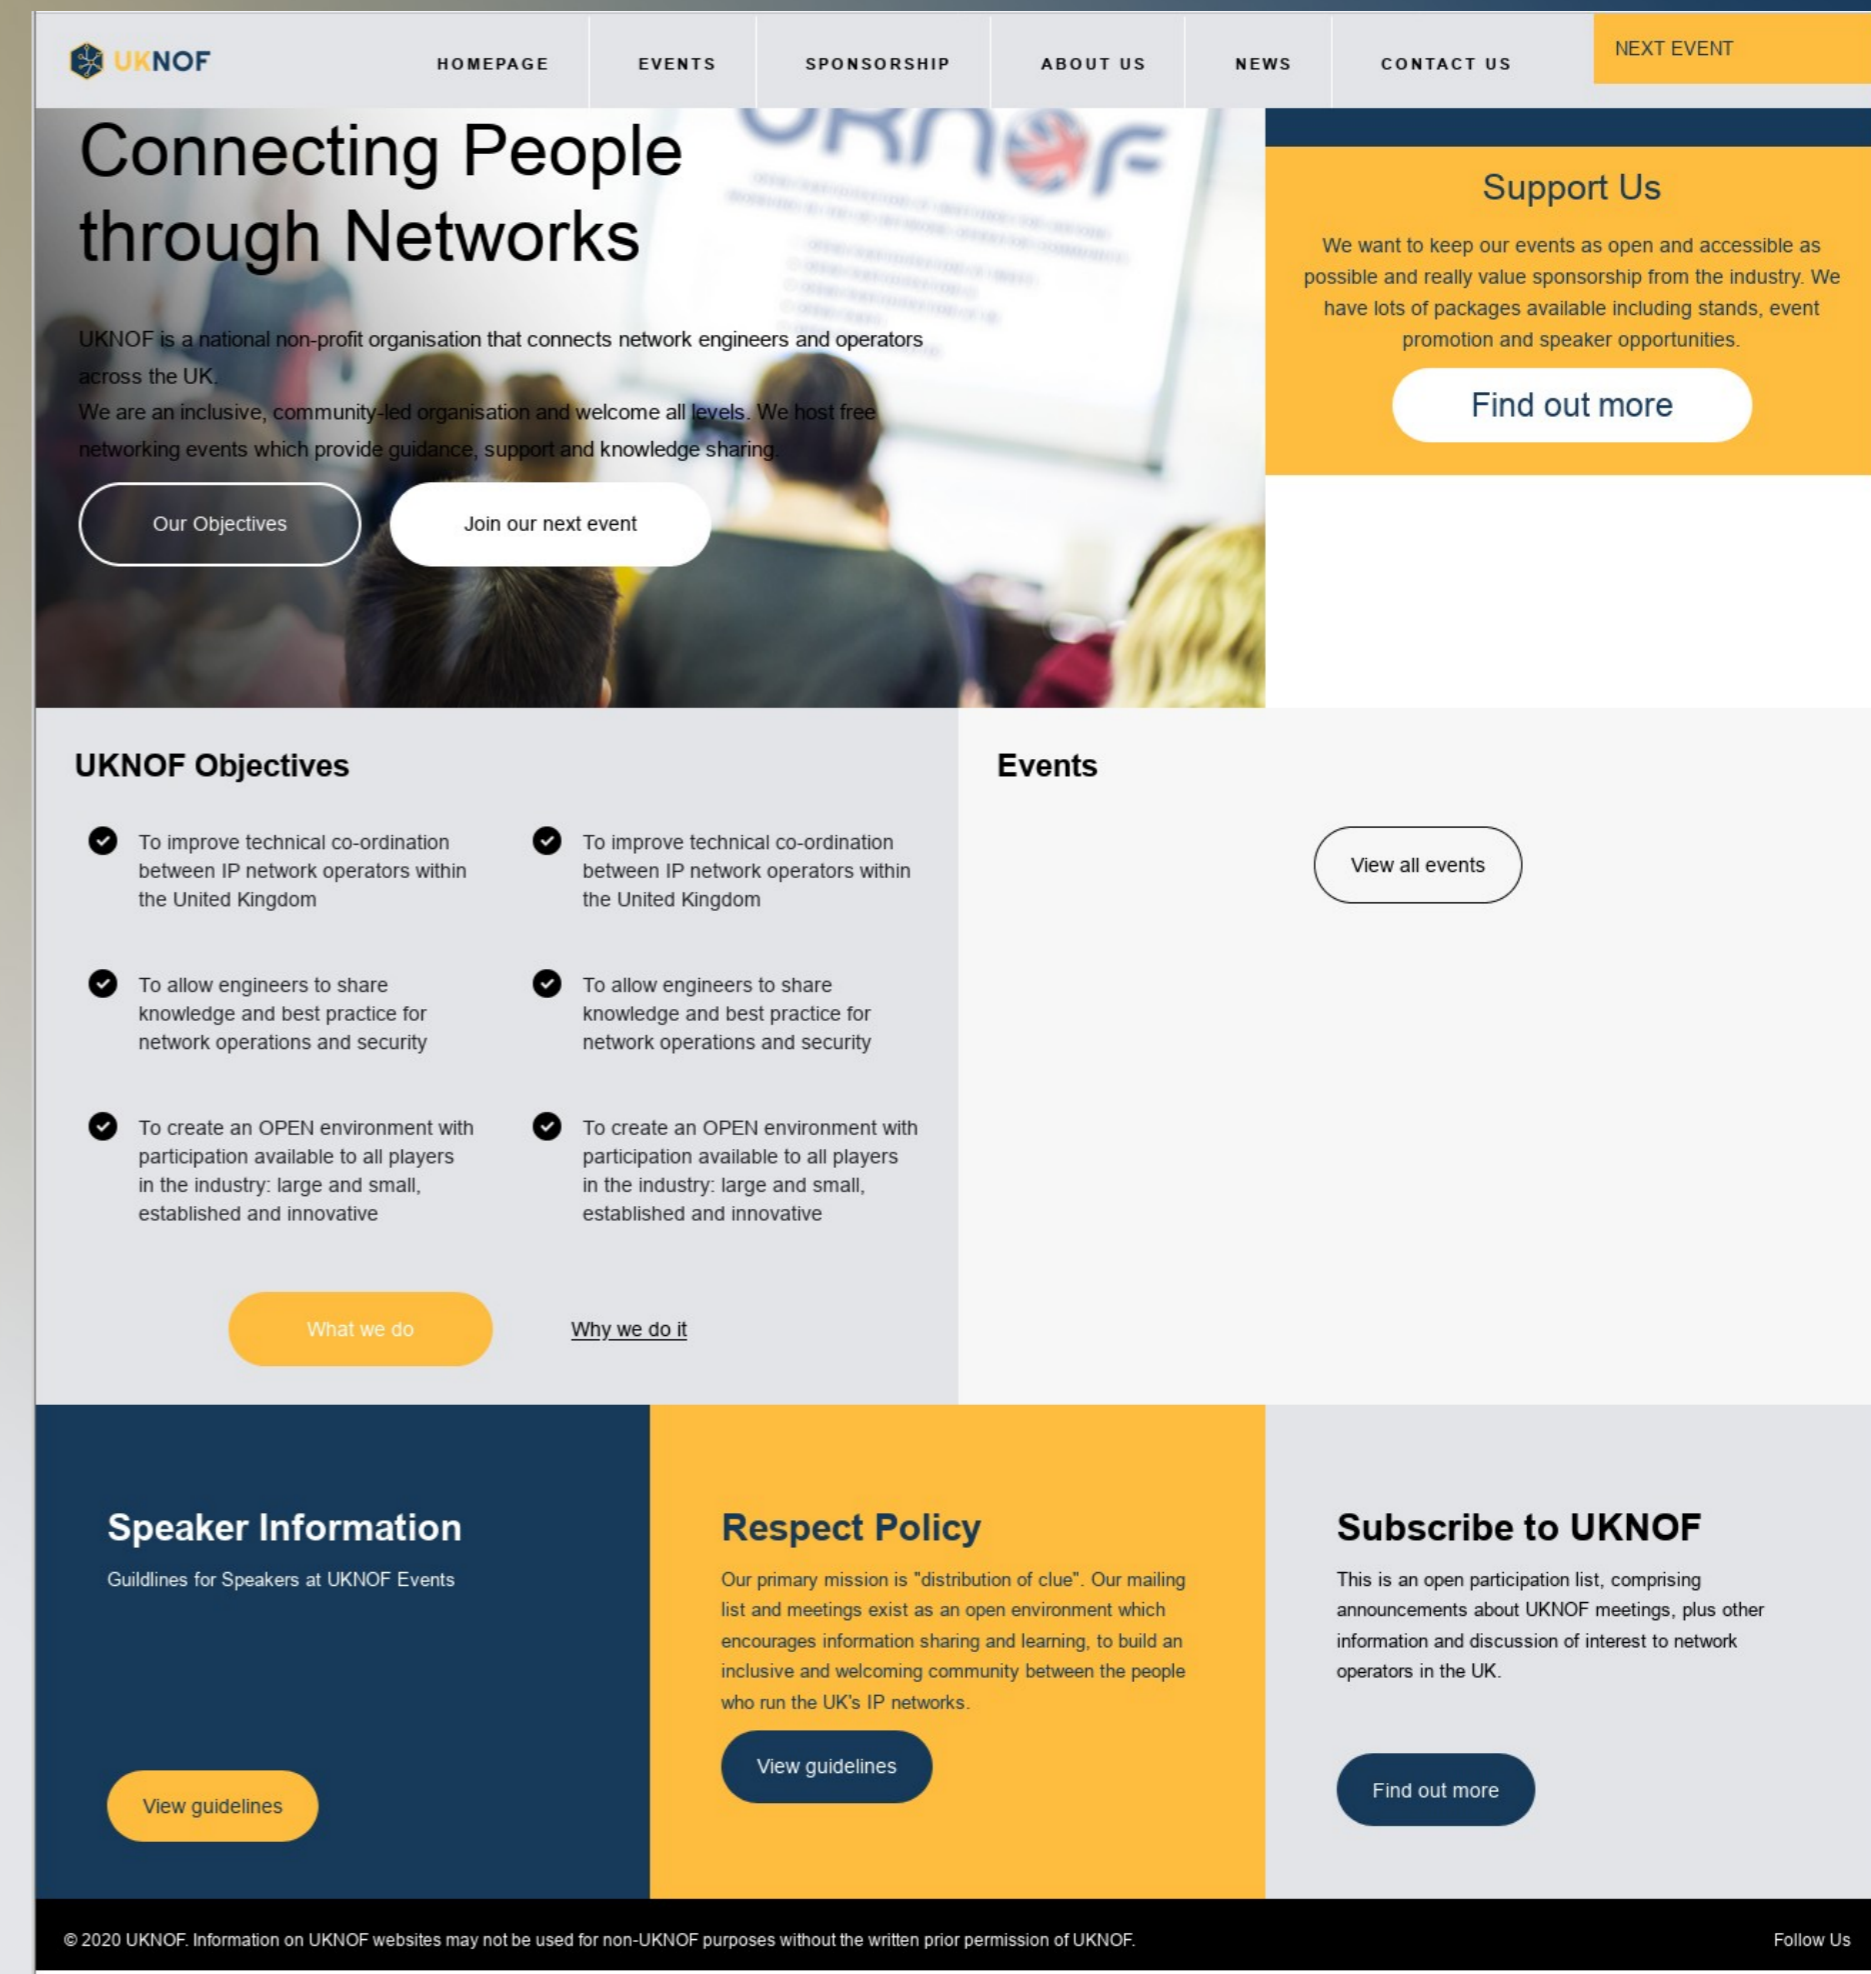 UKNOF
HOMEPAGE
EVENTS
SPONSORSHIP
ABOUT US
NEWS
CONTACT US
NEXT EVENT
Connecting People
through Networks
UKNOF is a national non-profit organisation that connects network engineers and operators
across the UK.
We are an inclusive, community-led organisation and welcome all levels. We host free
networking events which provide guidance, support and knowledge sharing.
Our Objectives
Join our next event
UKNOF
Support Us
We want to keep our events as open and accessible as
possible and really value sponsorship from the industry. We
have lots of packages available including stands, event
promotion and speaker opportunities.
Find out more
UKNOF Objectives
To improve technical co-ordination
between IP network operators within
the United Kingdom
To improve technical co-ordination
between IP network operators within
the United Kingdom
To allow engineers to share
knowledge and best practice for
network operations and security
To allow engineers to share
knowledge and best practice for
network operations and security
To create an OPEN environment with
participation available to all players
in the industry: large and small,
established and innovative
To create an OPEN environment with
participation available to all players
in the industry: large and small,
established and innovative
What we do
Why we do it
Events
View all events
Speaker Information
Guildlines for Speakers at UKNOF Events
View guidelines
Respect Policy
Our primary mission is "distribution of clue". Our mailing
list and meetings exist as an open environment which
encourages information sharing and learning, to build an
inclusive and welcoming community between the people
who run the UK's IP networks.
View guidelines
Subscribe to UKNOF
This is an open participation list, comprising
announcements about UKNOF meetings, plus other
information and discussion of interest to network
operators in the UK.
Find out more
© 2020 UKNOF. Information on UKNOF websites may not be used for non-UKNOF purposes without the written prior permission of UKNOF.
Follow Us